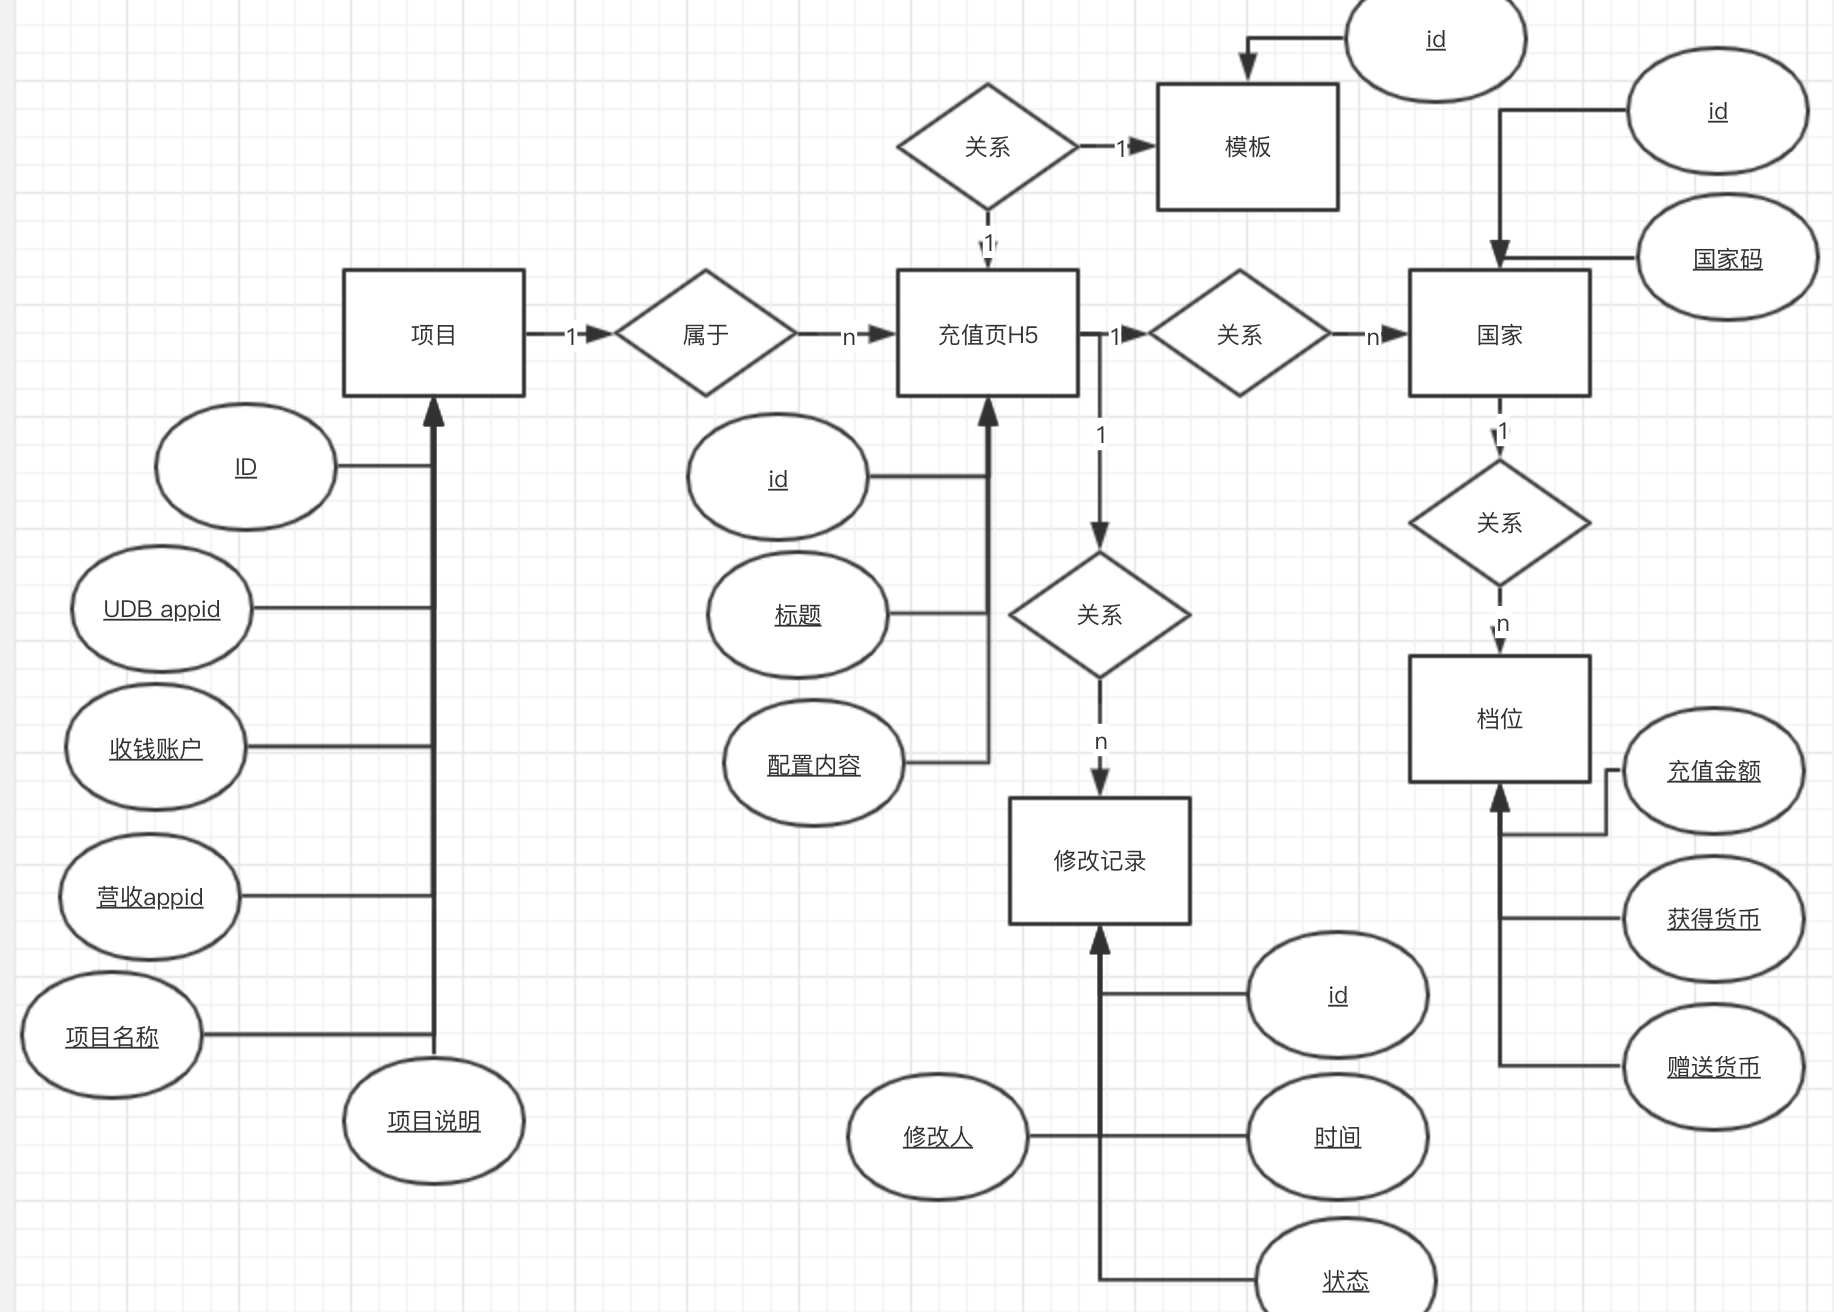 id
id
关系
1
模板
1
国家码
项目
1
属于
n
充值页H5
1
关系
n
国家
ID
id
1
1
关系
UDB appid
标题
关系
n
收钱账户
配置内容
n
档位
充值金额
修改记录
营收appid
获得货币
id
项目名称
赠送货币
项目说明
修改人
时间
状态